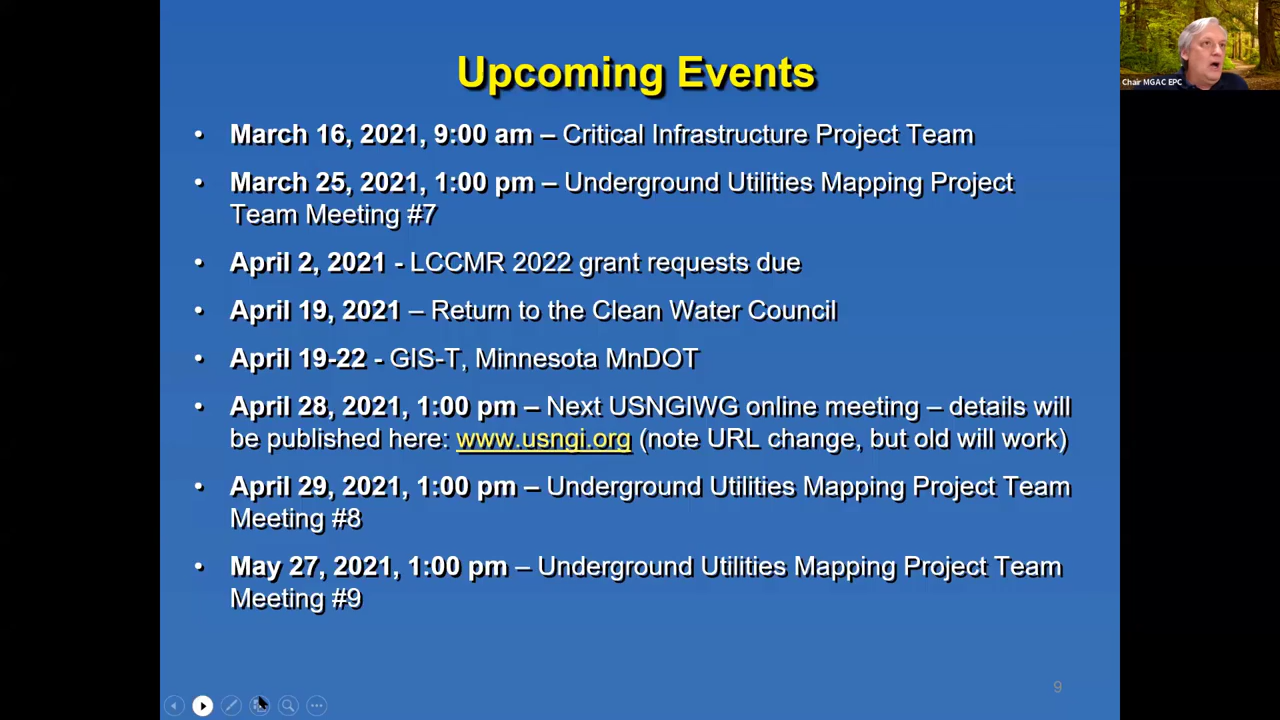 Upcoming Events
Chair MGAC EPC
• March 16, 2021, 9:00 am – Critical Infrastructure Project Team
• March 25, 2021, 1:00 pm – Underground Utilities Mapping Project
Team Meeting #7
• April 2, 2021 - LCCMR 2022 grant requests due
• April 19, 2021 – Return to the Clean Water Council
• April 19-22 - GIS-T, Minnesota MnDOT
• April 28, 2021, 1:00 pm – Next USNGIWG online meeting – details will
be published here: www.usngi.org (note URL change, but old will work)
• April 29, 2021, 1:00 pm – Underground Utilities Mapping Project Team
Meeting #8
• May 27, 2021, 1:00 pm – Underground Utilities Mapping Project Team
Meeting #9
9